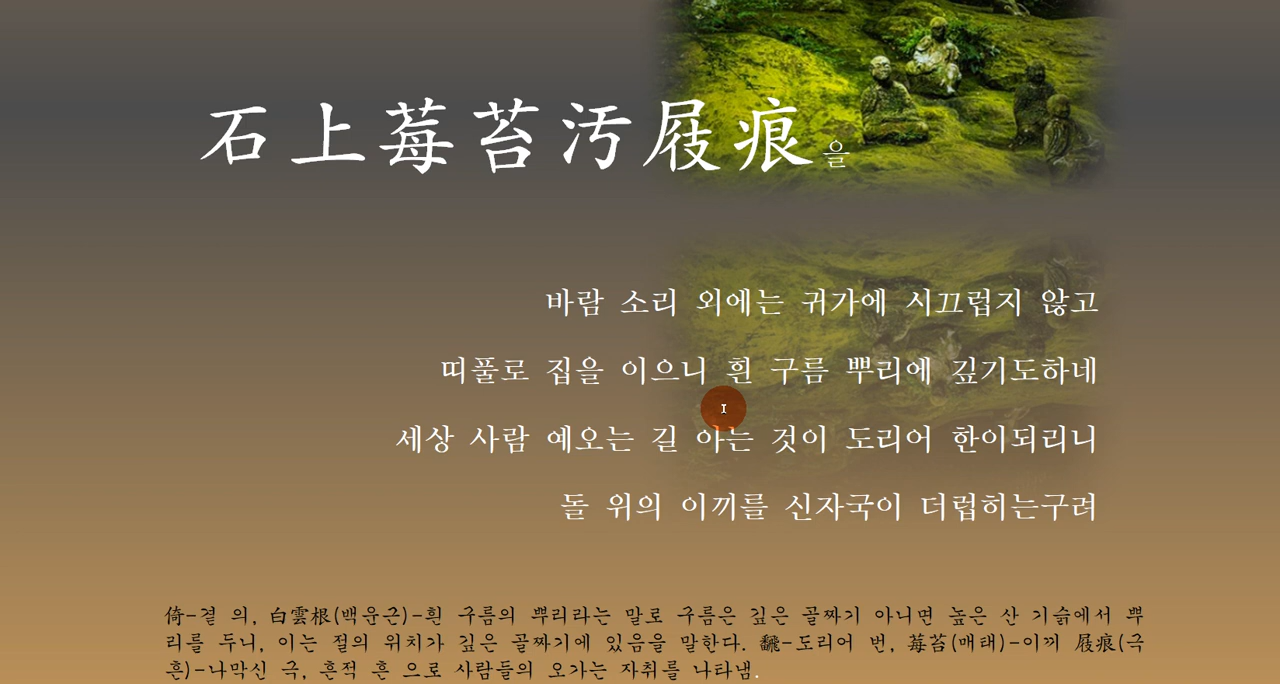 石上莓苔汚屐痕을
바람 소리 외에는 귀가에 시끄럽지 않고
띠풀로 집을 이으니 흰 구름 뿌리에 깊기도하네
세상 사람 예오는 길 아는 것이 도리어 한이되리니
돌 위의 이끼를 신자국이 더럽히는구려
倚-곁 의, 白雲根(백운근)-흰 구름의 뿌리라는 말로 구름은 깊은 골짜기 아니면 높은 산 기슭에서 뿌
리를 두니, 이는 절의 위치가 깊은 골짜기에 있음을 말한다. 飜-도리어 번, 莓苔(매태)-이끼 屐痕(극
흔)-나막신 극, 흔적 흔 으로 사람들의 오가는 자취를 나타냄.